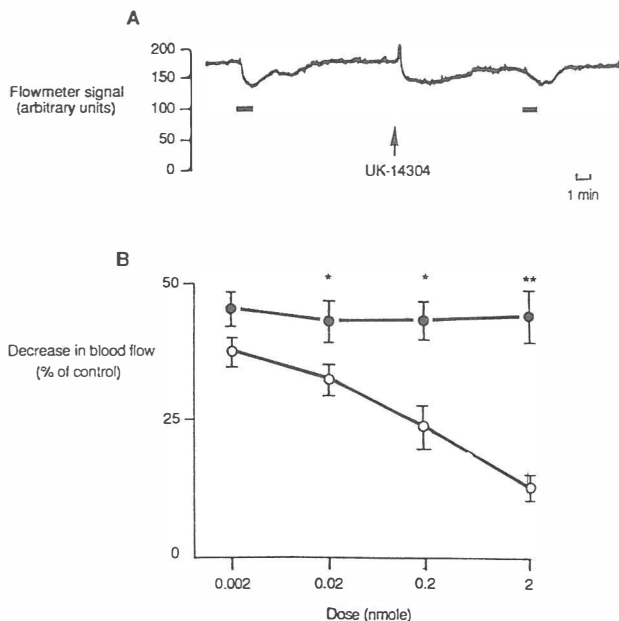 A
200
150
100
50
0
Flowmeter signal
(arbitrary units)
UK-14304
1 min
B
*
*
**
50
25
0
Decrease in blood flow
(% of control)
0.002
0.02
0.2
2
Dose (nmole)